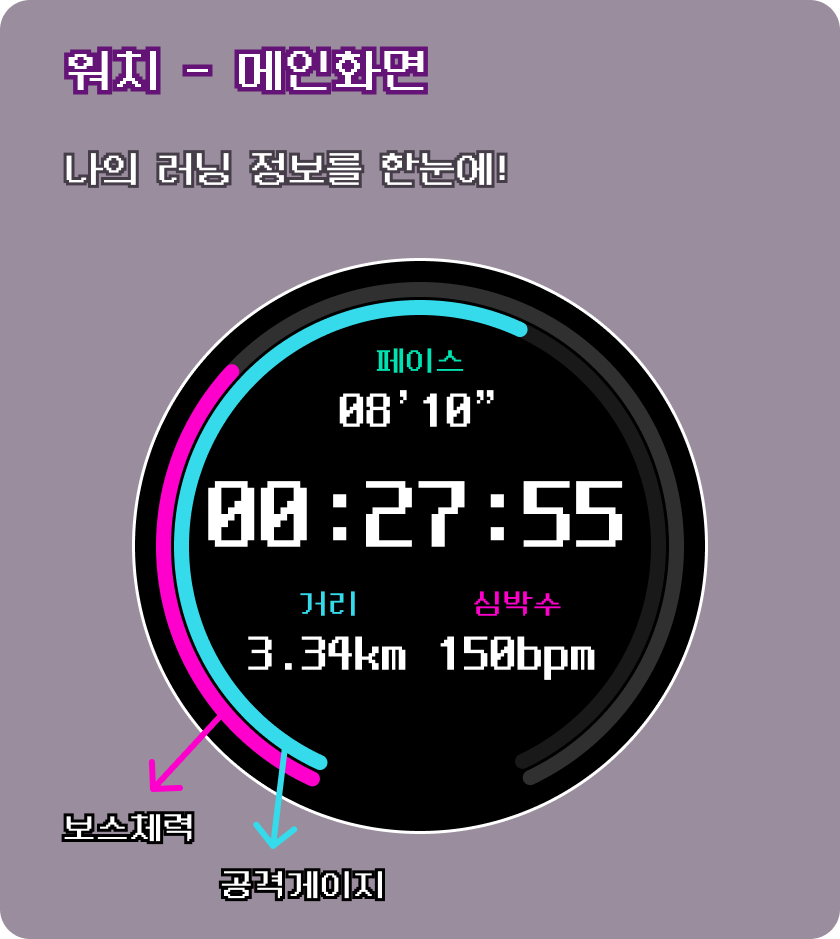 워치 - 메인화면
나의 러닝 정보를 한눈에!
페이스
08’10”
00:27:55
거리 심박수
3.34km 150bpm
보스체력
공격게이지